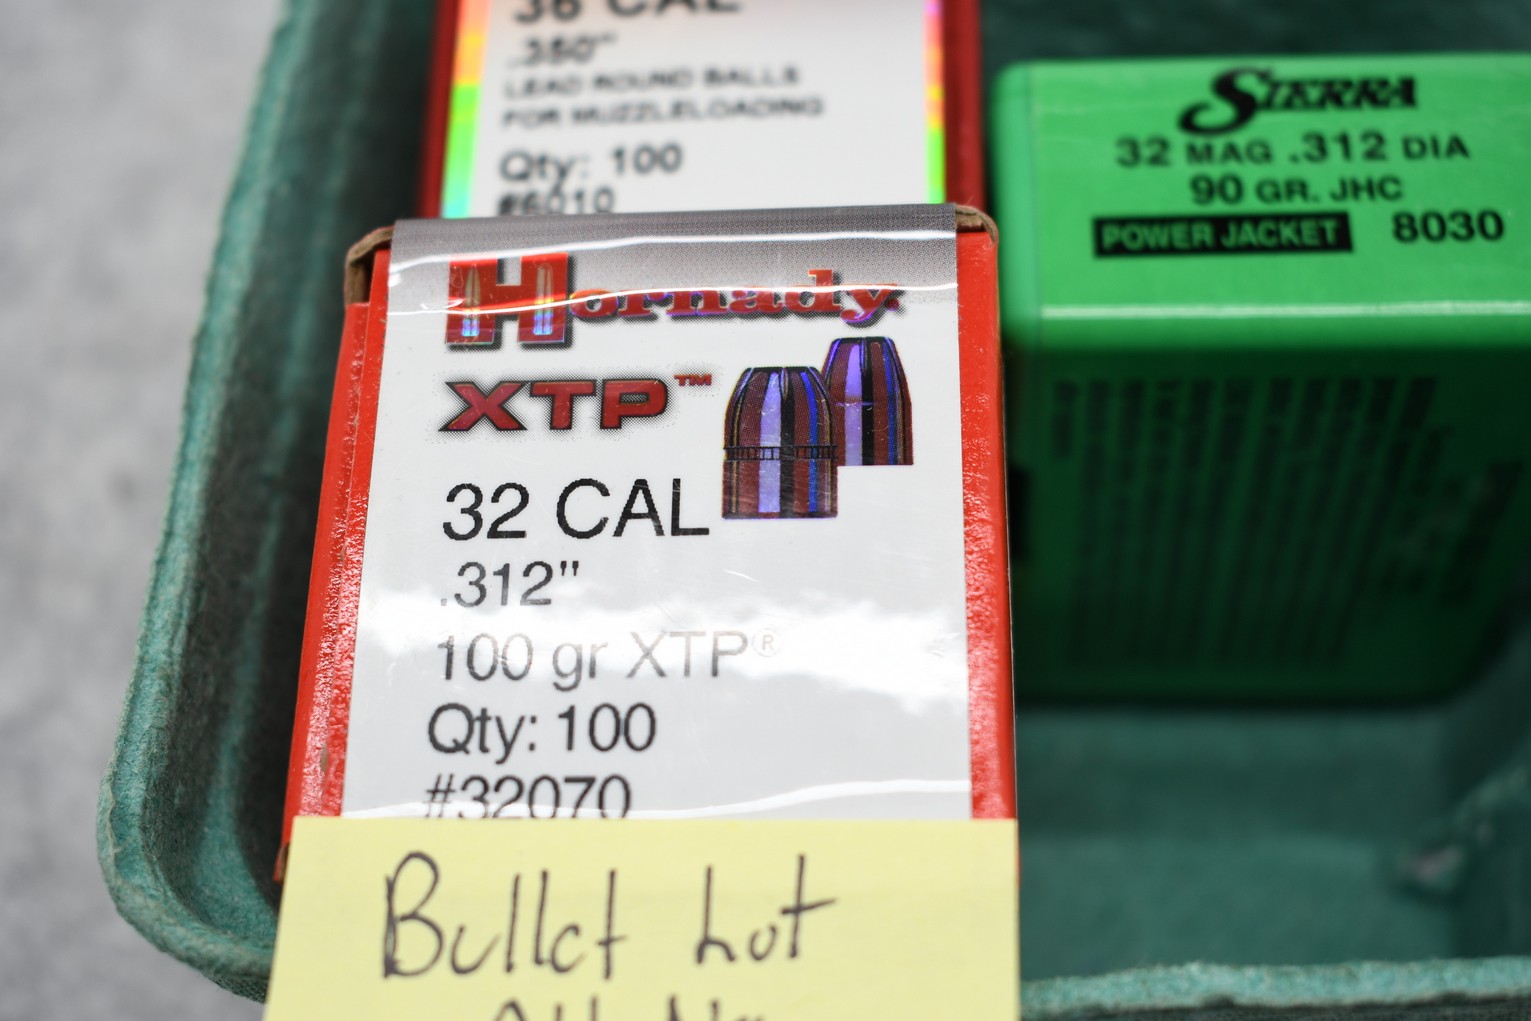 36 CAL
.350"
LEAD ROUND BALLS
FOR MUZZLELOADING
Qty: 100
#6010
Hornady
XTP™
32 CAL
.312"
100 gr XTP®
Qty: 100
#32070
Bullet Lot
SIERRA
32 MAG .312 DIA
90 GR. JHC
POWER JACKET 8030